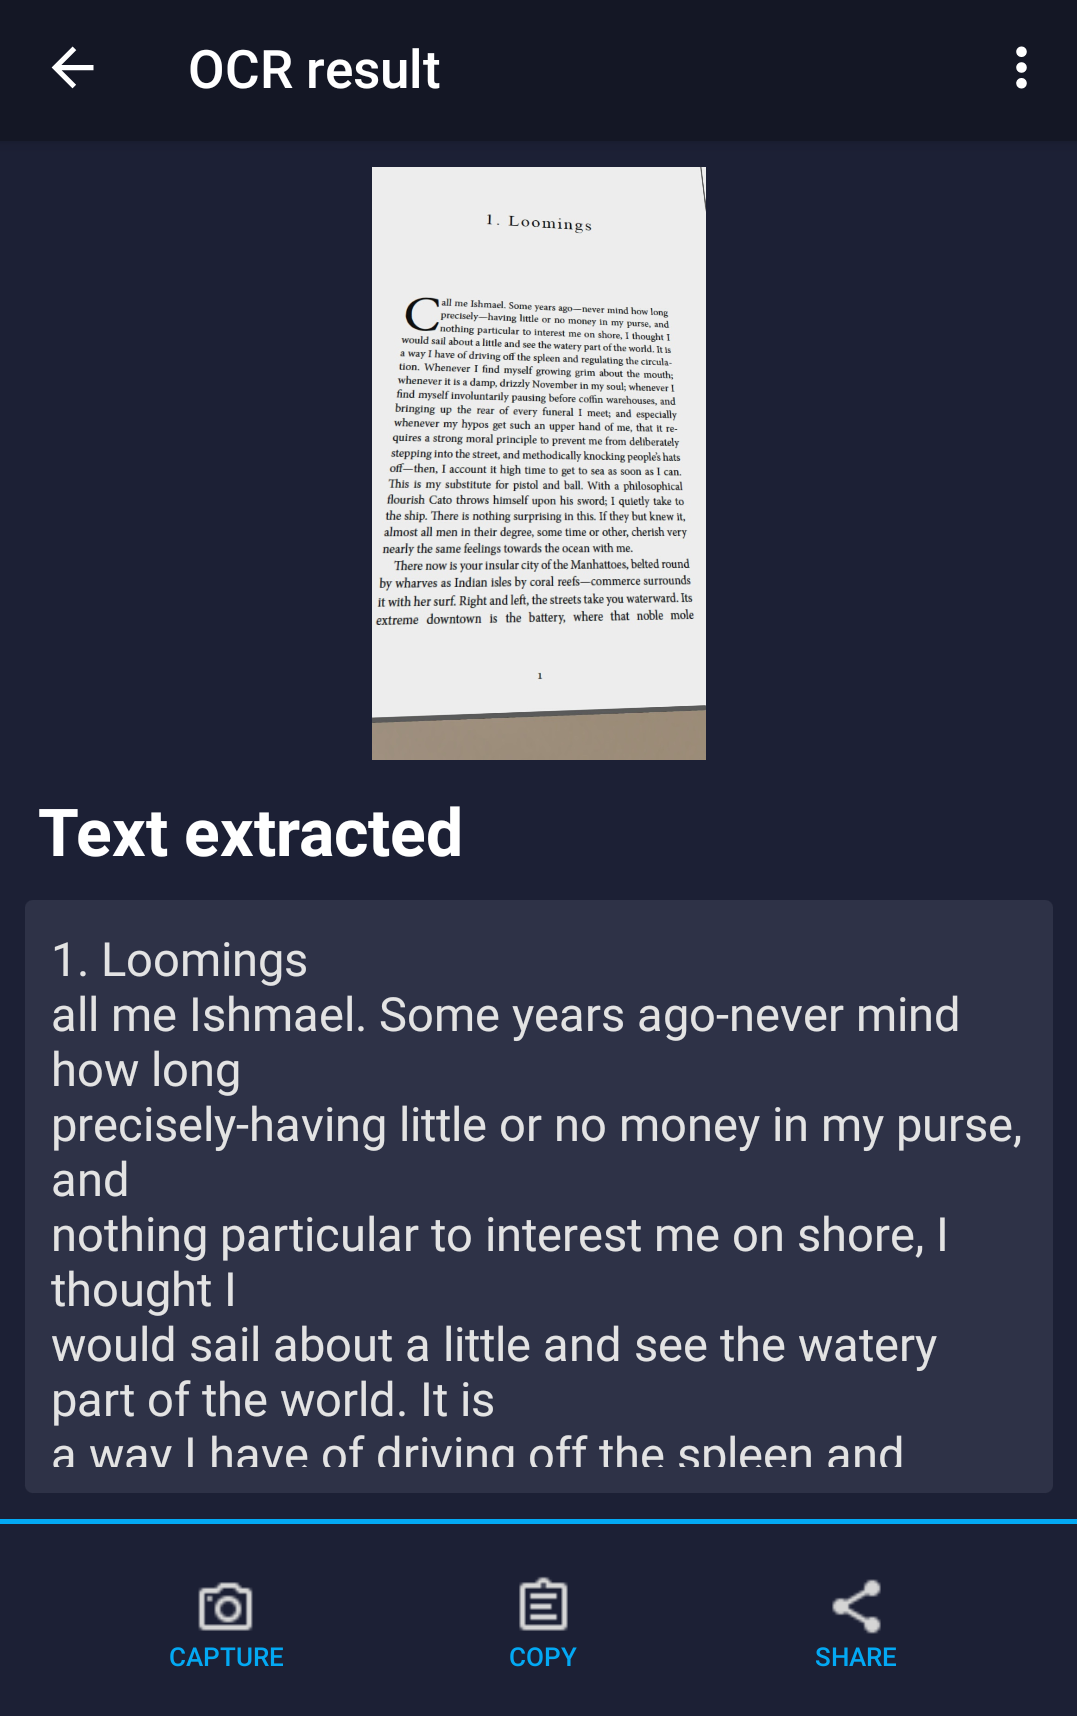 OCR result
1. Loomings
Call me Ishmael. Some years ago—never mind how long
precisely—having little or no money in my purse, and
nothing particular to interest me on shore, I thought I
would sail about a little and see the watery part of the world. It is
a way I have of driving off the spleen and regulating the circula-
tion. Whenever I find myself growing grim about the mouth;
whenever it is a damp, drizzly November in my soul; whenever I
find myself involuntarily pausing before coffin warehouses, and
bringing up the rear of every funeral I meet; and especially
whenever my hypos get such an upper hand of me, that it re-
quires a strong moral principle to prevent me from deliberately
stepping into the street, and methodically knocking people's hats
off—then, I account it high time to get to sea as soon as I can.
This is my substitute for pistol and ball. With a philosophical
flourish Cato throws himself upon his sword; I quietly take to
the ship. There is nothing surprising in this. If they but knew it,
almost all men in their degree, some time or other, cherish very
nearly the same feelings towards the ocean with me.
There now is your insular city of the Manhattoes, belted round
by wharves as Indian isles by coral reefs—commerce surrounds
it with her surf. Right and left, the streets take you waterward. Its
extreme downtown is the battery, where that noble mole
1
Text extracted
1. Loomings
all me Ishmael. Some years ago-never mind
how long
precisely-having little or no money in my purse,
and
nothing particular to interest me on shore, I
thought I
would sail about a little and see the watery
part of the world. It is
a way I have of driving off the spleen and
CAPTURE
COPY
SHARE